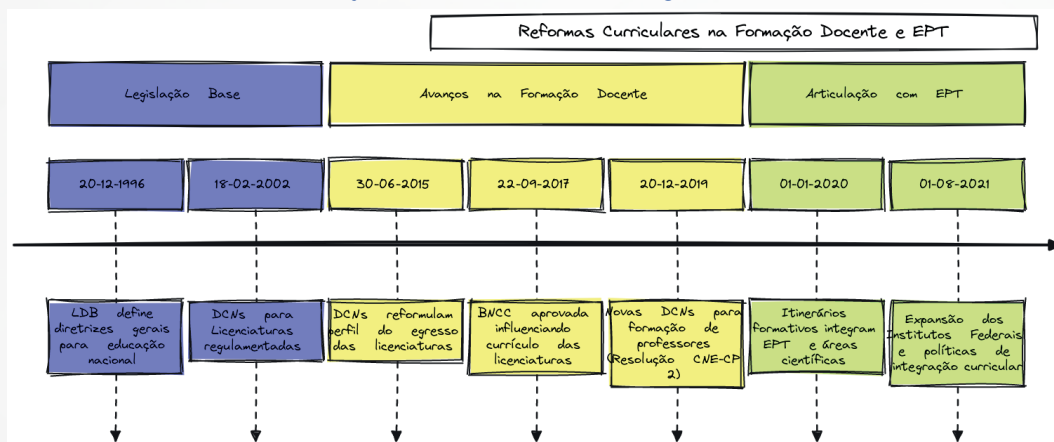 Reformas Curriculares na Formação Docente e EPT
Legislação Base
Avanços na Formação Docente
Articulação com EPT
20-12-1996
18-02-2002
30-06-2015
22-09-2017
20-12-2019
01-01-2020
01-08-2021
LDB define
diretrizes gerais
para educação
nacional
DCNs para
Licenciaturas
regulamentadas
DCNs reformulam
perfil do egresso
das licenciaturas
BNCC aprovada
influenciando
currículo das
licenciaturas
Novas DCNs para
formação de
professores
(Resolução CNE-CP
2)
Itinerários
formativos integram
EPT e áreas
científicas
Expansão dos
Institutos Federais
e políticas de
integração curricular